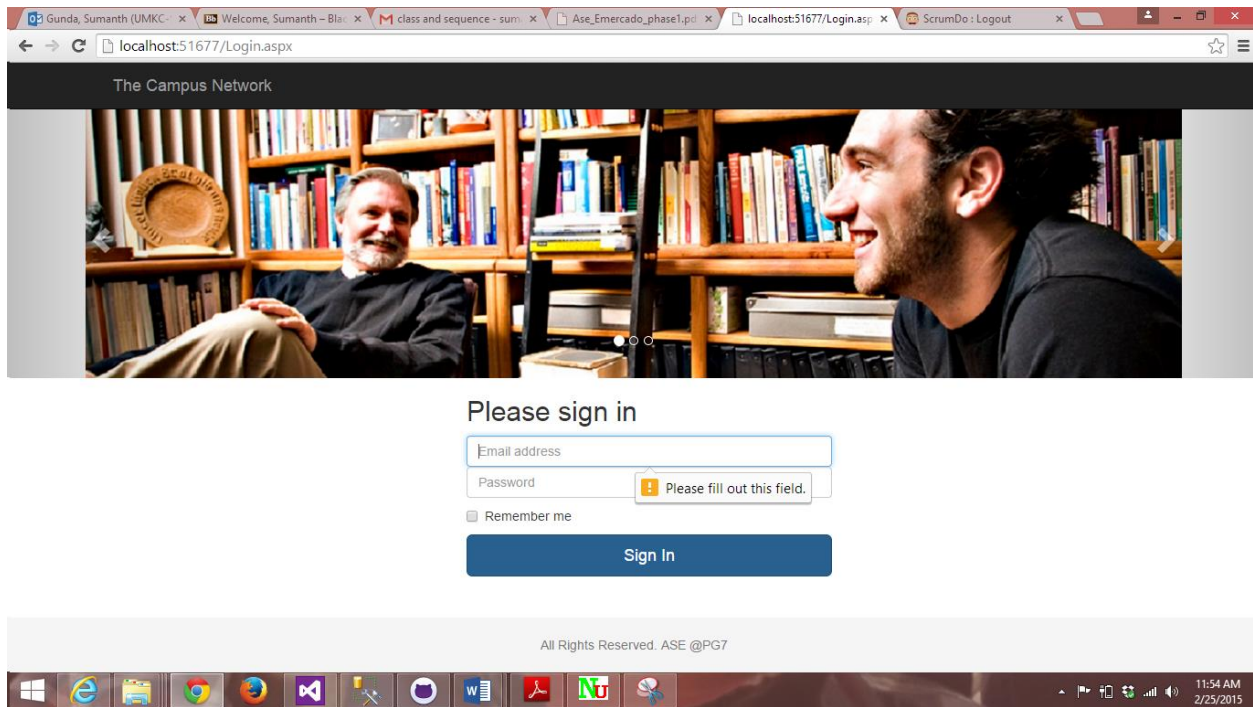 Gunda, Sumanth (UMKC-
Welcome, Sumanth – Blac
class and sequence - sum
Ase_Emercado_phase1.pd
localhost:51677/Login.asp
ScrumDo : Logout
localhost:51677/Login.aspx
The Campus Network
Please sign in
Email address
Password
Please fill out this field.
Remember me
Sign In
All Rights Reserved. ASE @PG7
Nu
11:54 AM
2/25/2015